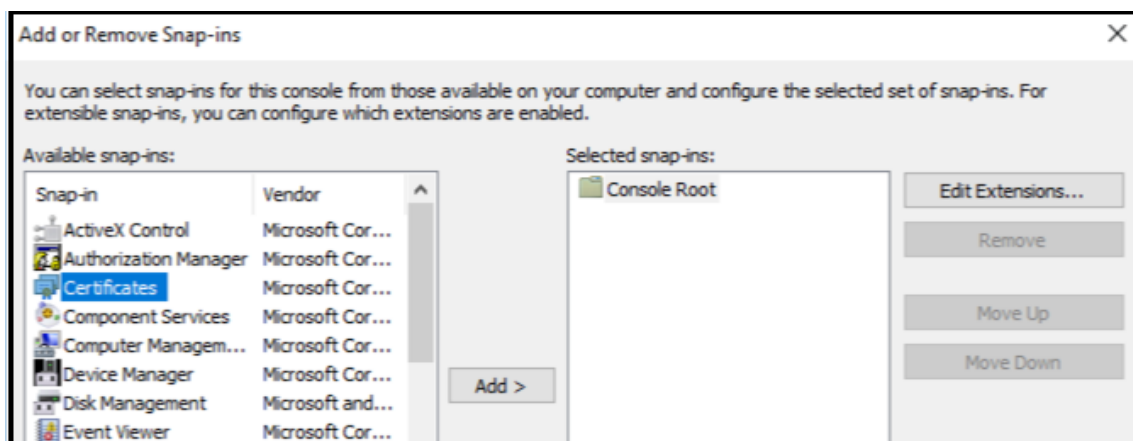 Add or Remove Snap-ins
You can select snap-ins for this console from those available on your computer and configure the selected set of snap-ins. For
extensible snap-ins, you can configure which extensions are enabled.
Available snap-ins:
Selected snap-ins:
Snap-in Vendor
Console Root
Edit Extensions...
ActiveX Control Microsoft Cor...
Authorization Manager Microsoft Cor...
Remove
Certificates Microsoft Cor...
Component Services Microsoft Cor...
Move Up
Computer Managem... Microsoft Cor...
Device Manager Microsoft Cor...
Move Down
Add >
Disk Management Microsoft and...
Event Viewer Microsoft Cor...